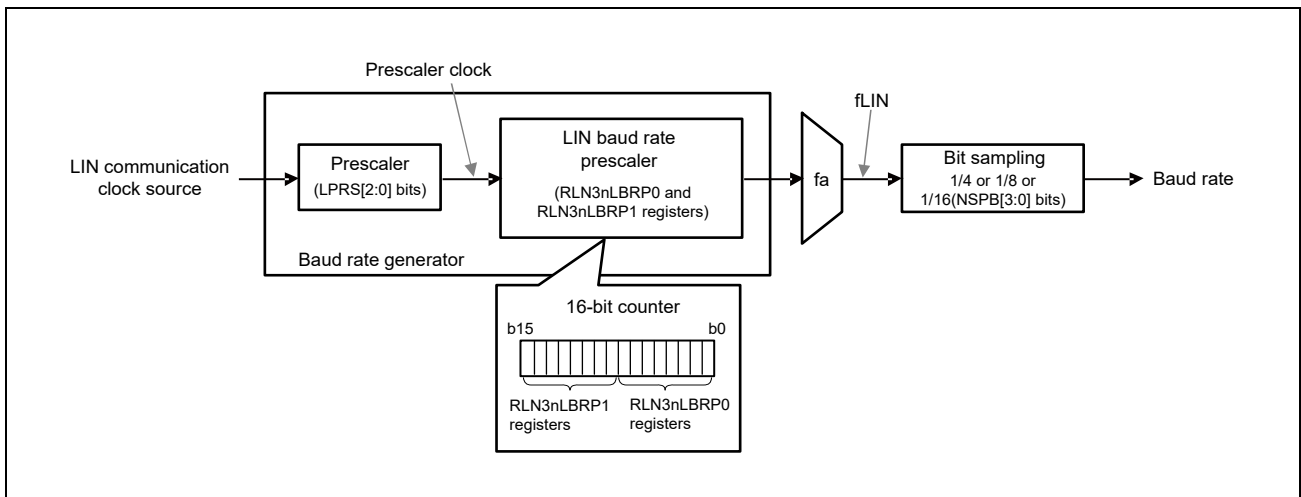 Prescaler clock
fLIN
LIN communication
clock source
Prescaler
(LPRS[2:0] bits)
LIN baud rate
prescaler
(RLN3nLBRP0 and
RLN3nLBRP1 registers)
fa
Bit sampling
1/4 or 1/8 or
1/16(NSPB[3:0] bits)
Baud rate
Baud rate generator
16-bit counter
b15
b0
RLN3nLBRP1
registers
RLN3nLBRP0
registers